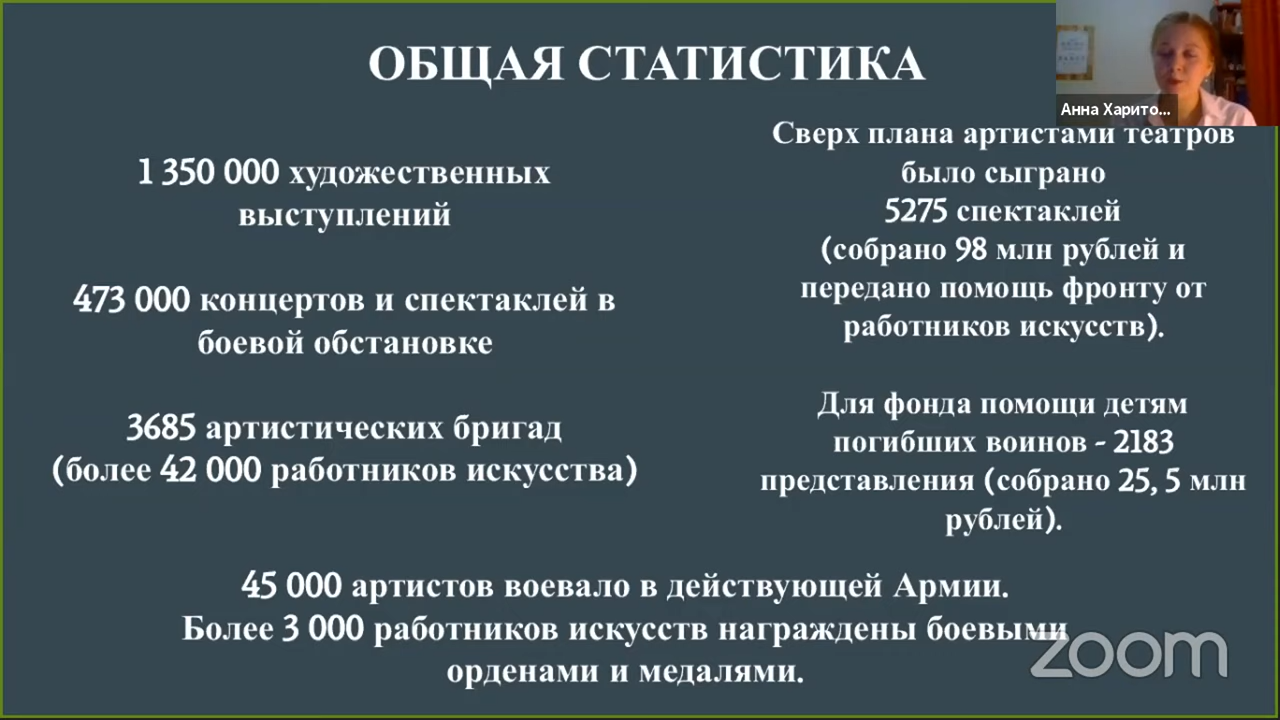 ОБЩАЯ СТАТИСТИКА
Анна Харито...
1 350 000 художественных
выступлений
473 000 концертов и спектаклей в
боевой обстановке
3685 артистических бригад
(более 42 000 работников искусства)
Сверх плана артистами театров
было сыграно
5275 спектаклей
(собрано 98 млн рублей и
передано помощь фронту от
работников искусств).
Для фонда помощи детям
погибших воинов - 2183
представления (собрано 25, 5 млн
рублей).
45 000 артистов воевало в действующей Армии.
Более 3 000 работников искусств награждены боевыми
орденами и медалями.
zoom